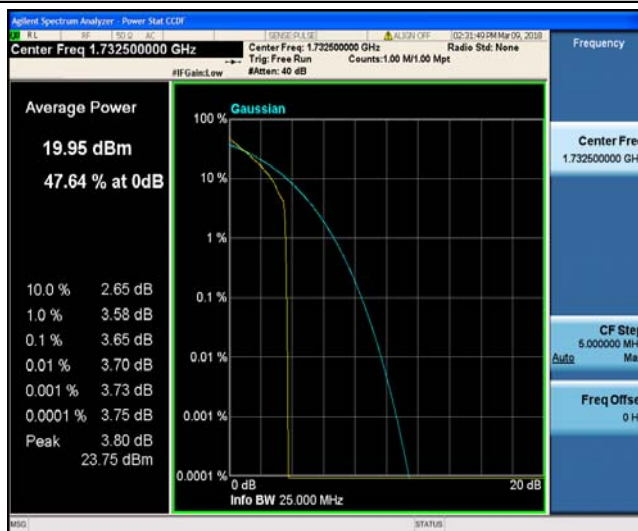 Agilent Spectrum Analyzer - Power Stat CCDF
RL RF 50 Ω AC SENSE:PULSE ALIGN OFF 02:31:49 PM Mar 09, 2018
Center Freq 1.732500000 GHz
Center Freq: 1.732500000 GHz Radio Std: None
Trig: Free Run Counts:1.00 M/1.00 Mpt
#IFGain:Low #Atten: 40 dB
Average Power
19.95 dBm
47.64 % at 0dB
10.0 % 2.65 dB
1.0 % 3.58 dB
0.1 % 3.65 dB
0.01 % 3.70 dB
0.001 % 3.73 dB
0.0001 % 3.75 dB
Peak 3.80 dB
23.75 dBm
Gaussian
100 %
10 %
1 %
0.1 %
0.01 %
0.001 %
0.0001 %
0 dB 20 dB
Info BW 25.000 MHz
Frequency
Center Fre
1.732500000 GH
CF Step
5.000000 MH
Auto Ma
Freq Offse
0 H
MSG STATUS